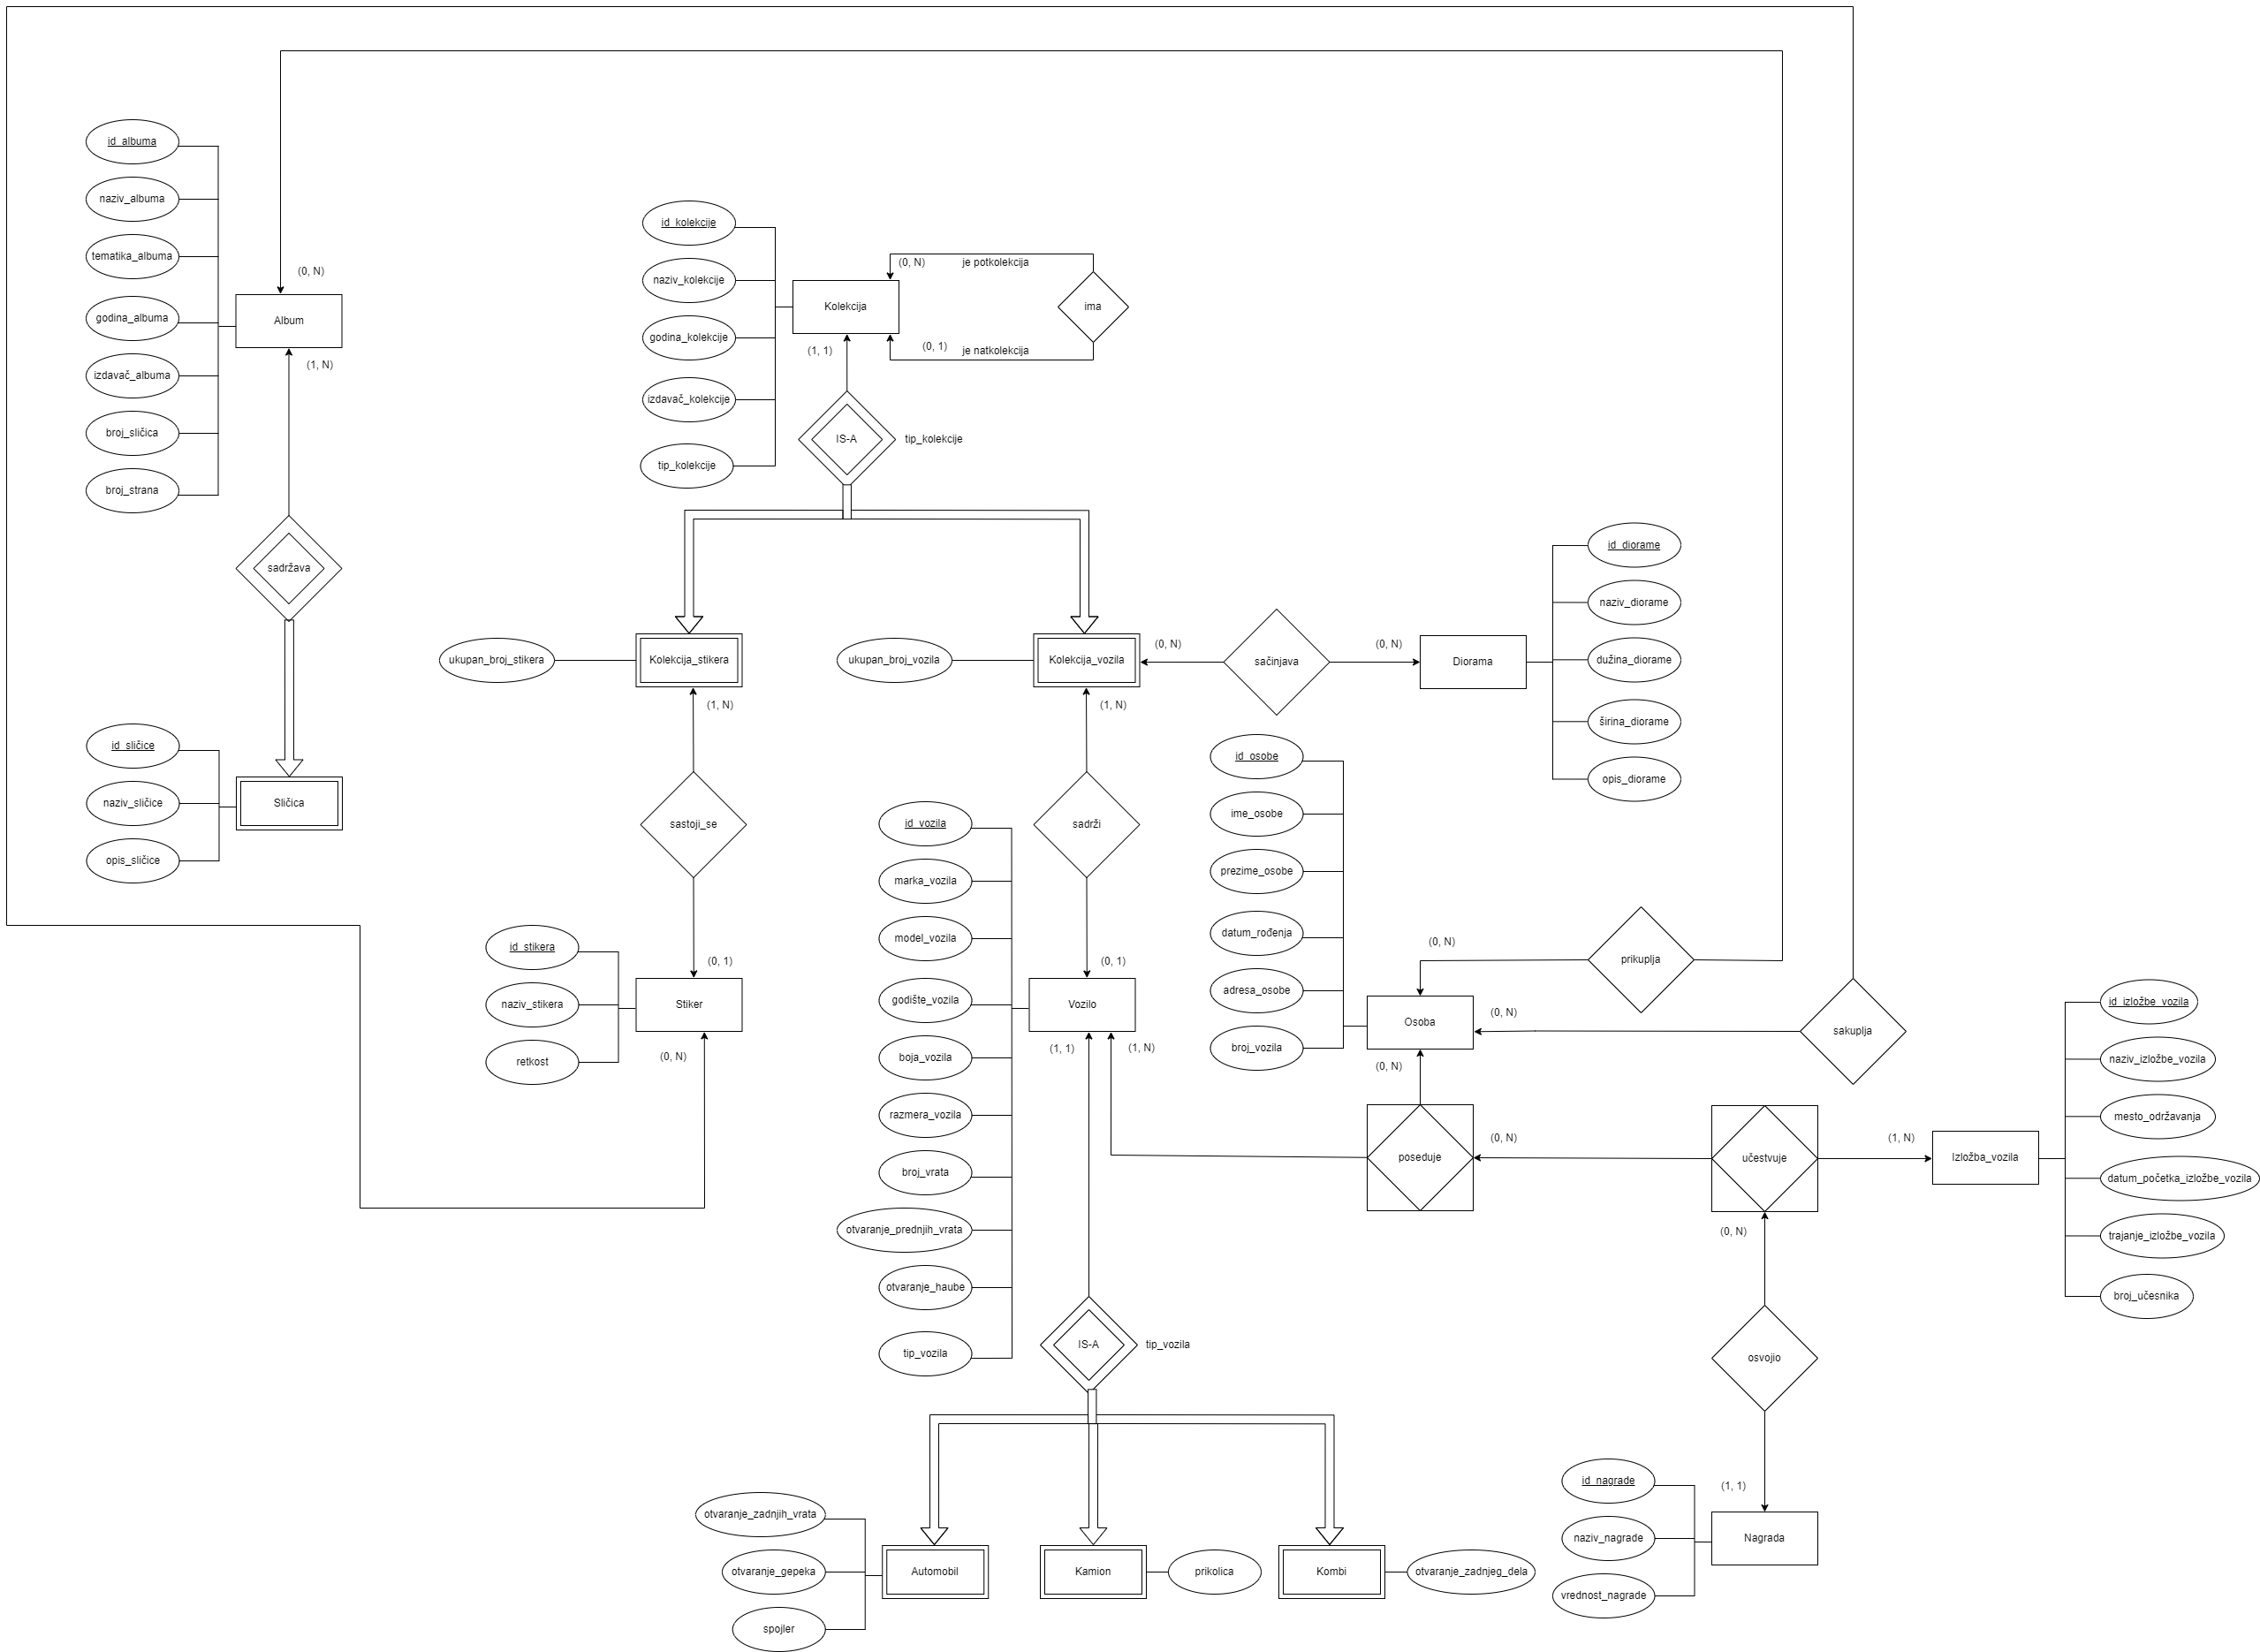 id_albuma
naziv_albuma
tematika_albuma
godina_albuma
izdavač_albuma
broj_sličica
broj_strana
(0, N)
Album
(1, N)
sadržava
id_sličice
naziv_sličice
opis_sličice
Sličica
id_kolekcije
naziv_kolekcije
godina_kolekcije
izdavač_kolekcije
tip_kolekcije
Kolekcija
(0, N)
je potkolekcija
ima
(0, 1)
je natkolekcija
(1, 1)
IS-A
tip_kolekcije
ukupan_broj_stikera
Kolekcija_stikera
(1, N)
sastoji_se
(0, 1)
id_stikera
naziv_stikera
retkost
Stiker
(0, N)
ukupan_broj_vozila
Kolekcija_vozila
(0, N)
sačinjava
(0, N)
Diorama
id_diorame
naziv_diorame
dužina_diorame
širina_diorame
opis_diorame
(1, N)
sadrži
(0, 1)
id_vozila
marka_vozila
model_vozila
godište_vozila
boja_vozila
razmera_vozila
broj_vrata
otvaranje_prednjih_vrata
otvaranje_haube
tip_vozila
Vozilo
(1, 1)
(1, N)
IS-A
tip_vozila
id_osobe
ime_osobe
prezime_osobe
datum_rođenja
adresa_osobe
broj_vozila
Osoba
(0, N)
prikuplja
(0, N)
sakuplja
(0, N)
poseduje
(0, N)
učestvuje
(1, N)
Izložba_vozila
id_izložbe_vozila
naziv_izložbe_vozila
mesto_održavanja
datum_početka_izložbe_vozila
trajanje_izložbe_vozila
broj_učesnika
(0, N)
osvojio
(1, 1)
id_nagrade
naziv_nagrade
vrednost_nagrade
Nagrada
otvaranje_zadnjih_vrata
otvaranje_gepeka
spojler
Automobil
Kamion
prikolica
Kombi
otvaranje_zadnjeg_dela